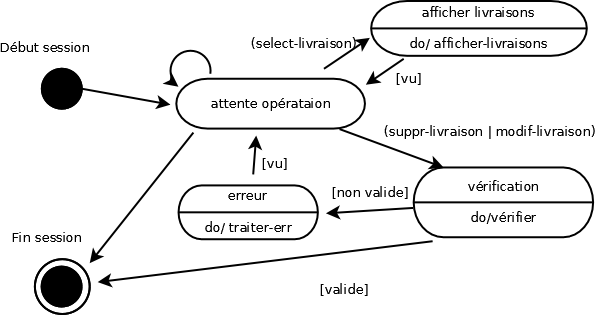 afficher livraisons
Début session
(select-livraison)
do/ afficher-livraisons
[vu]
attente opérataion
(suppr-livraison | modif-livraison)
[vu]
erreur
[non valide]
vérification
do/ traiter-err
do/vérifier
Fin session
[valide]